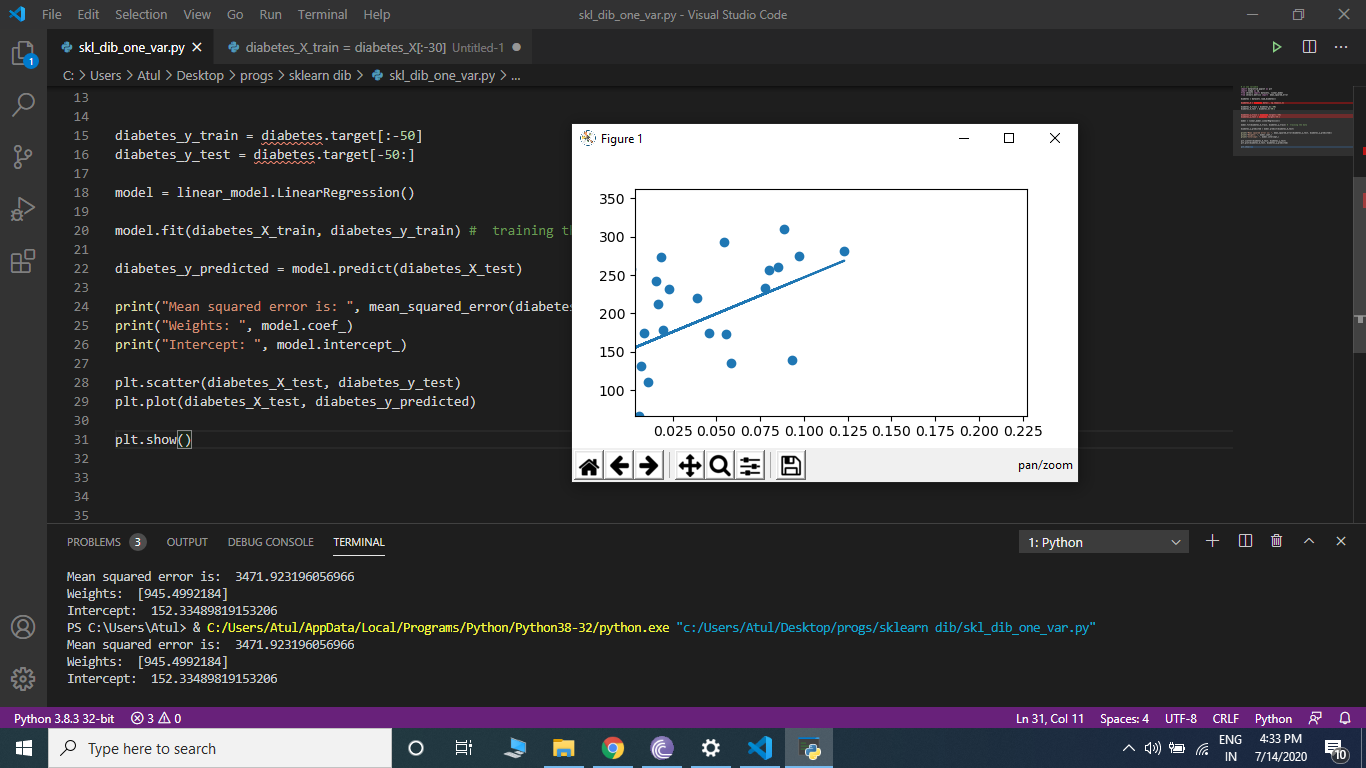 File Edit Selection View Go Run Terminal Help skl_dib_one_var.py - Visual Studio Code
skl_dib_one_var.py diabetes_X_train = diabetes_X[:-30] Untitled-1
C: > Users > Atul > Desktop > progs > sklearn dib > skl_dib_one_var.py > ...
1
13
14
15 diabetes_y_train = diabetes.target[:-50]
16 diabetes_y_test = diabetes.target[-50:]
17
18 model = linear_model.LinearRegression()
19
20 model.fit(diabetes_X_train, diabetes_y_train) #  training th
21
22 diabetes_y_predicted = model.predict(diabetes_X_test)
23
24 print("Mean squared error is: ", mean_squared_error(diabetes
25 print("Weights: ", model.coef_)
26 print("Intercept: ", model.intercept_)
27
28 plt.scatter(diabetes_X_test, diabetes_y_test)
29 plt.plot(diabetes_X_test, diabetes_y_predicted)
30
31 plt.show()
32
33
34
35
Figure 1
350
300
250
200
150
100
0.025 0.050 0.075 0.100 0.125 0.150 0.175 0.200 0.225
pan/zoom
PROBLEMS 3 OUTPUT DEBUG CONSOLE TERMINAL 1: Python
Mean squared error is:  3471.923196056966
Weights:  [945.4992184]
Intercept:  152.33489819153206
PS C:\Users\Atul> & C:/Users/Atul/AppData/Local/Programs/Python/Python38-32/python.exe "c:/Users/Atul/Desktop/progs/sklearn dib/skl_dib_one_var.py"
Mean squared error is:  3471.923196056966
Weights:  [945.4992184]
Intercept:  152.33489819153206
Python 3.8.3 32-bit 3 0 Ln 31, Col 11 Spaces: 4 UTF-8 CRLF Python
Type here to search
ENG 4:33 PM
IN 7/14/2020 10